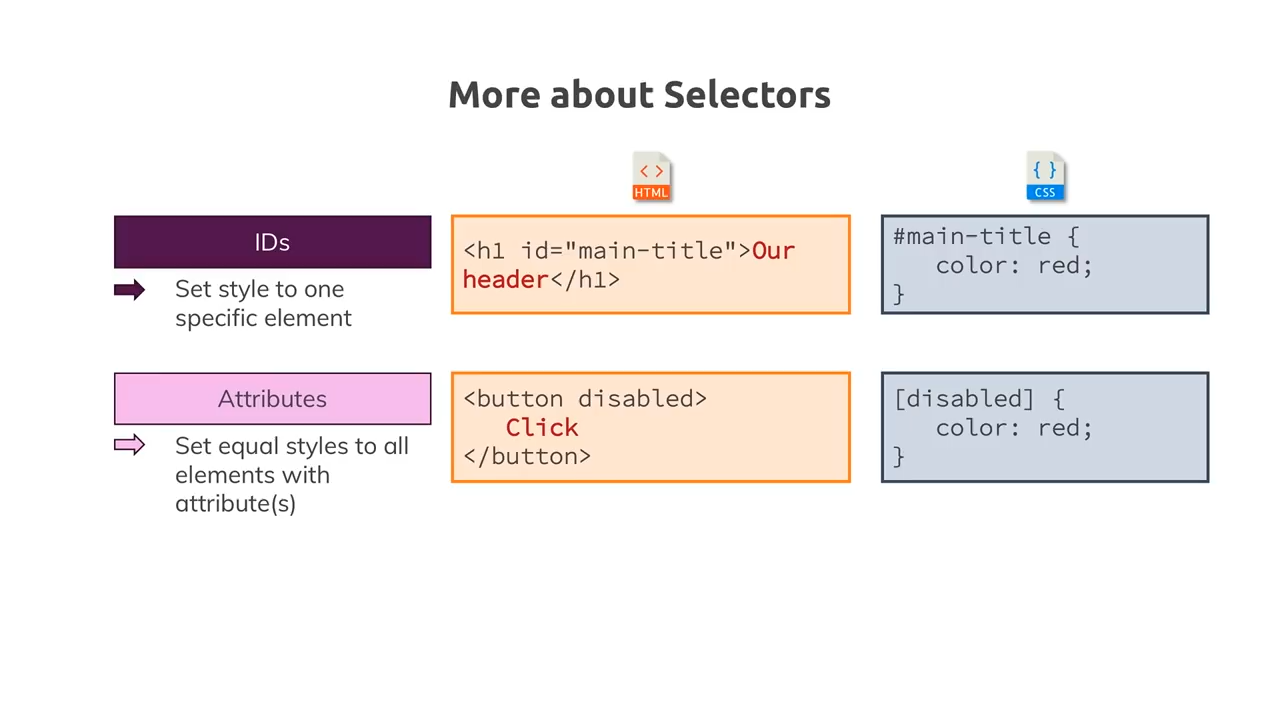 More about Selectors
HTML
CSS
IDs
Set style to one
specific element
<h1 id="main-title">Our
header</h1>
#main-title {
   color: red;
}
Attributes
Set equal styles to all
elements with
attribute(s)
<button disabled>
   Click
</button>
[disabled] {
   color: red;
}